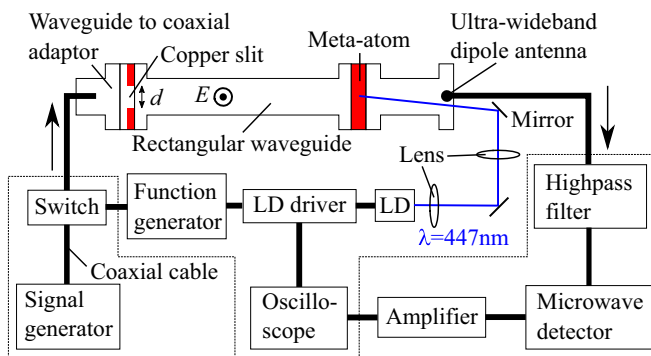 Waveguide to coaxial
adaptor
Copper slit
Meta-atom
Ultra-wideband
dipole antenna
d
E
Rectangular waveguide
Mirror
Lens
Switch
Function
generator
LD driver
LD
λ=447nm
Highpass
filter
Coaxial cable
Signal
generator
Oscillo-
scope
Amplifier
Microwave
detector